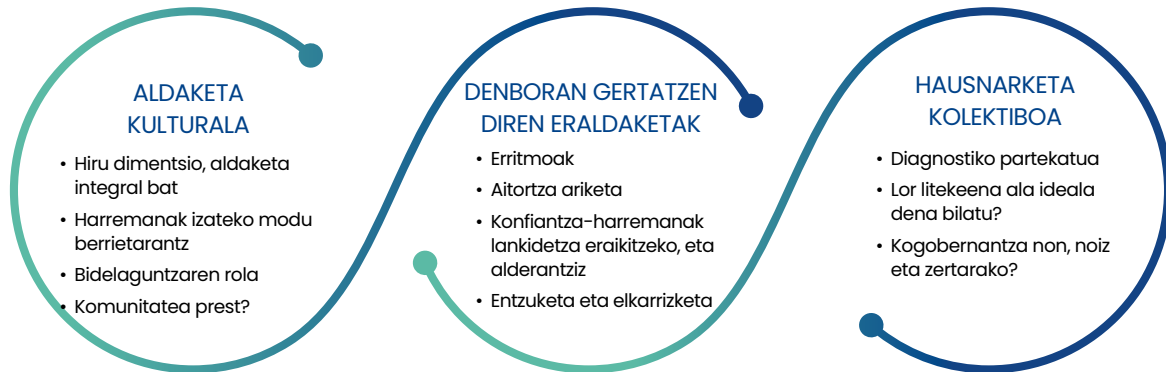 ALDAKETA
KULTURALA
• Hiru dimentsio, aldaketa
integral bat
• Harremanak izateko modu
berrietarantz
• Bidelaguntzaren rola
• Komunitatea prest?
DENBORAN GERTATZEN
DIREN ERALDAKETAK
• Erritmoak
• Aitortza ariketa
• Konfiantza-harremanak
lankidetza eraikitzeko, eta
alderantziz
• Entzuketa eta elkarrizketa
HAUSNARKETA
KOLEKTIBOA
• Diagnostiko partekatua
• Lor litekeena ala ideala
dena bilatu?
• Kogobernantza non, noiz
eta zertarako?